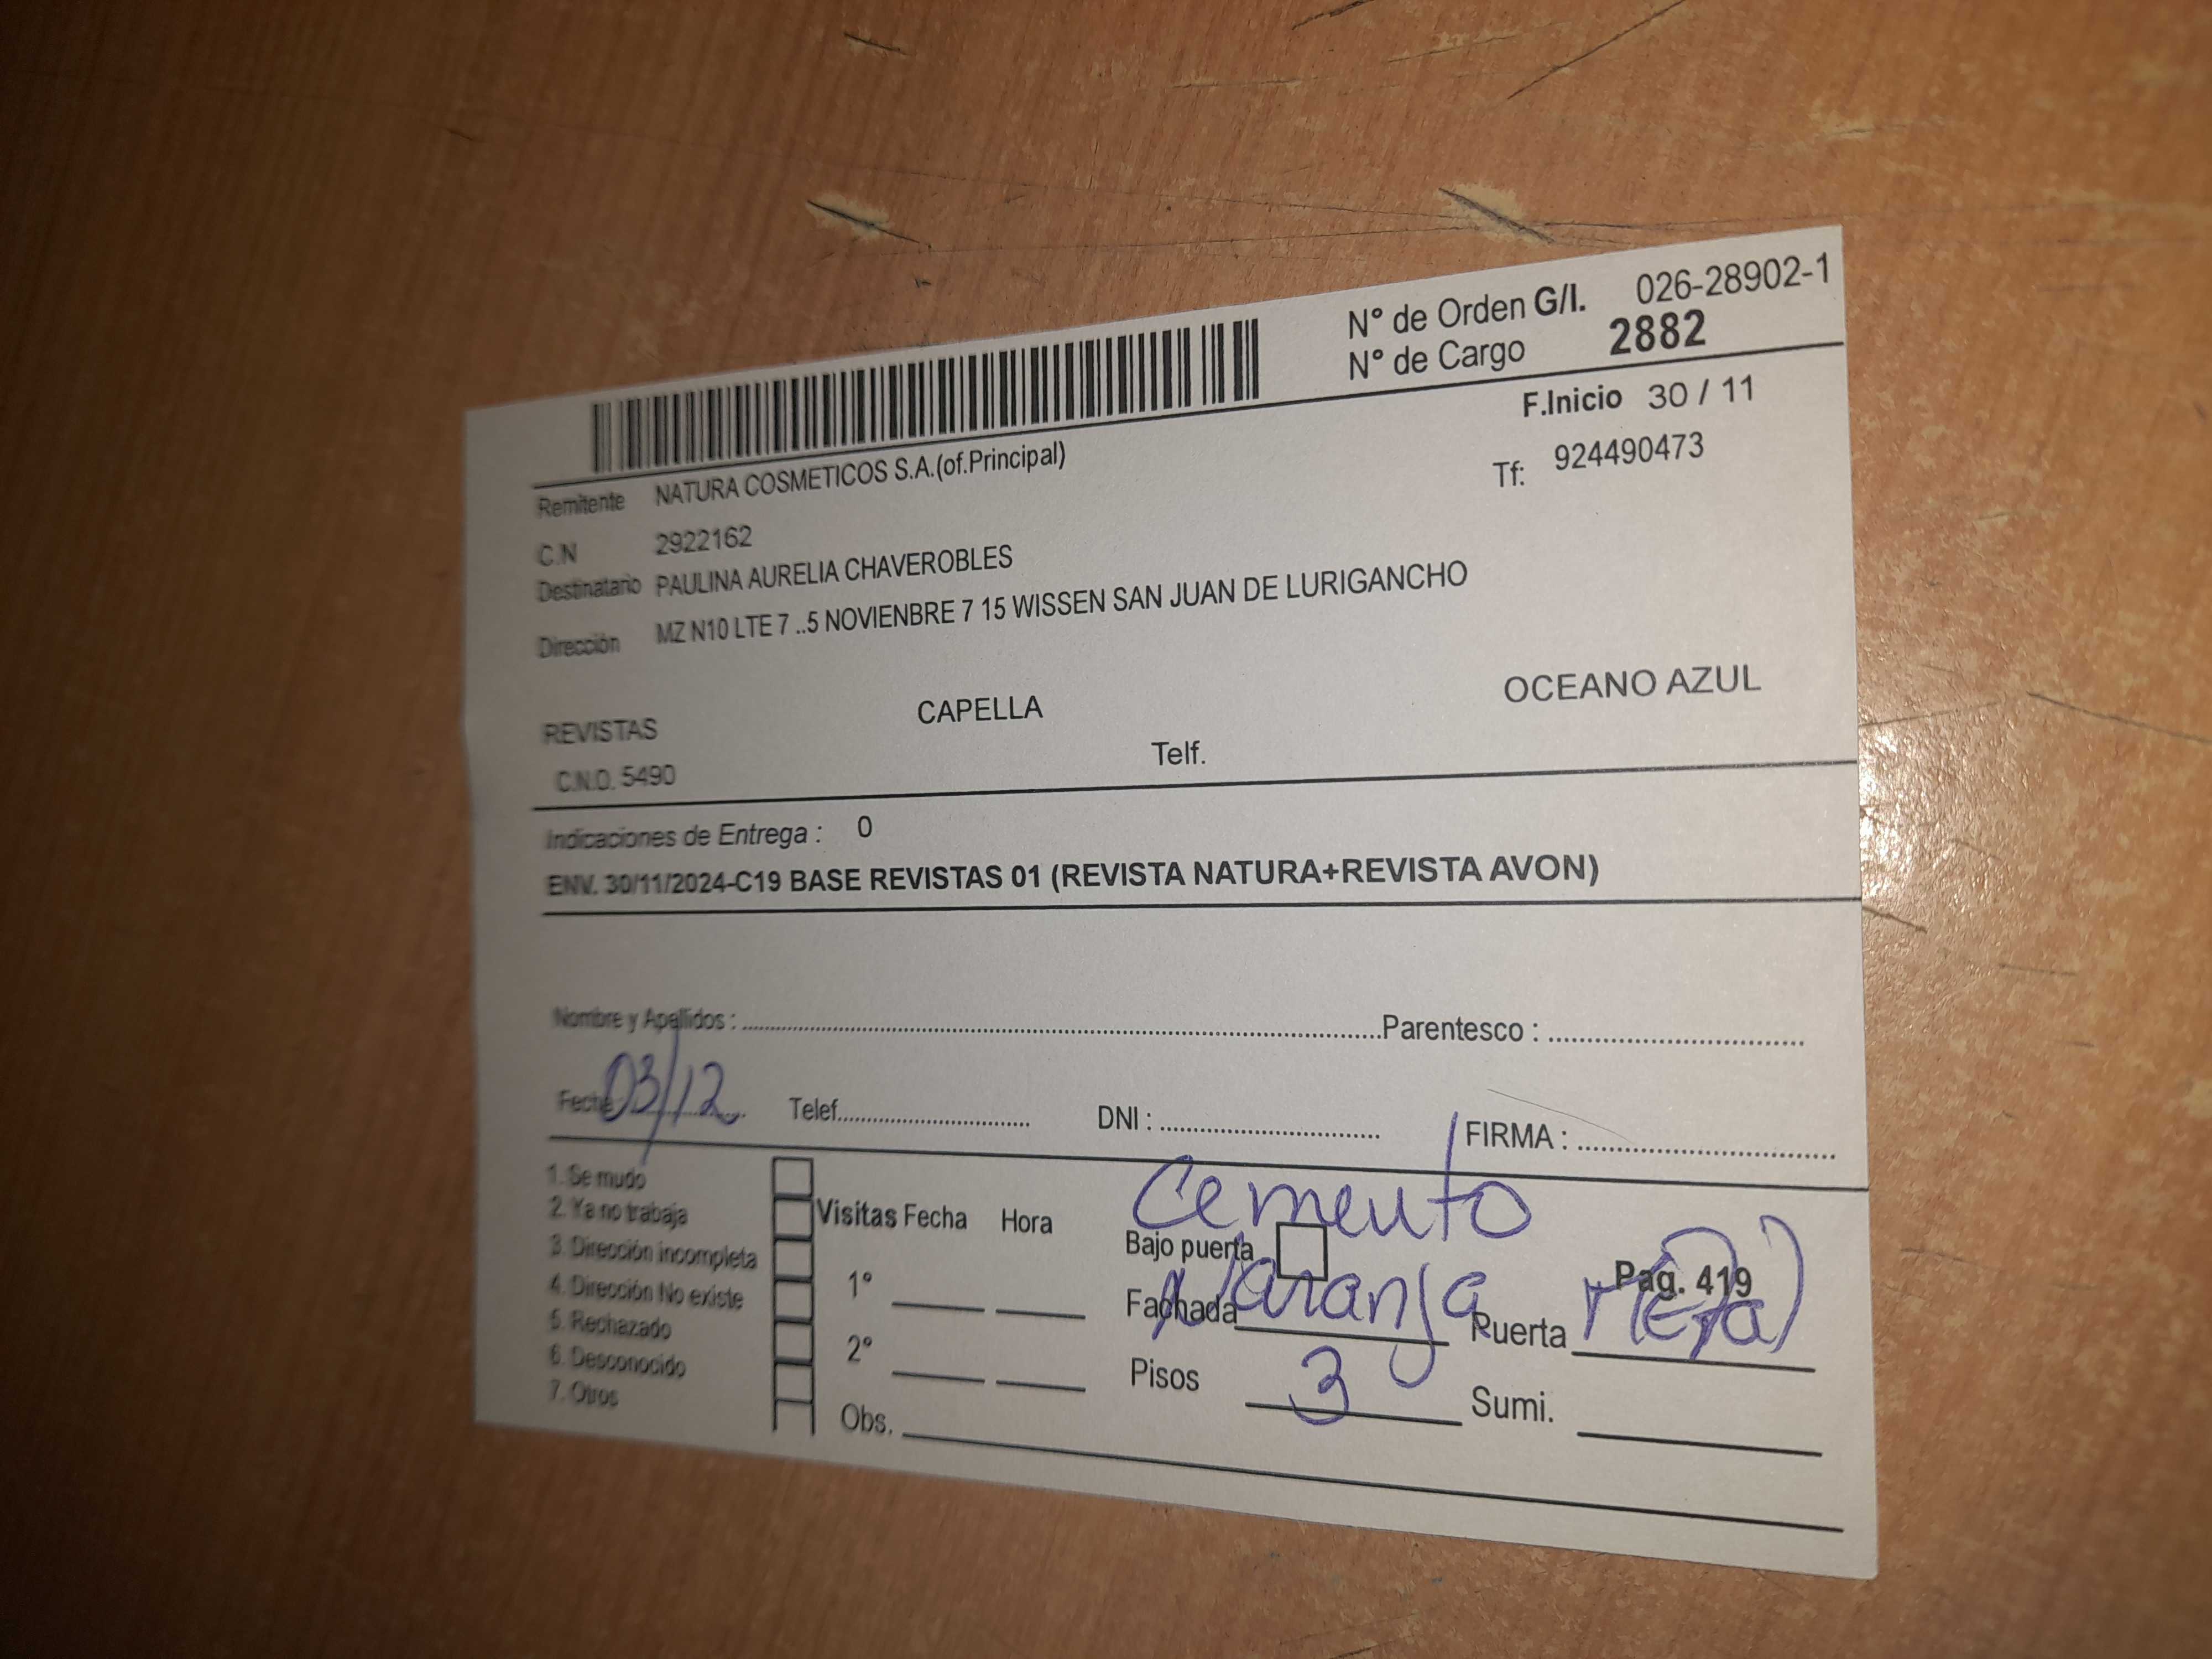 N° de Orden G/I. 026-28902-1
N° de Cargo 2882
F.Inicio 30 / 11
Remitente NATURA COSMETICOS S.A.(of.Principal) Tf: 924490473
C.N 2922162
Destinatario PAULINA AURELIA CHAVEROBLES
Dirección MZ N10 LTE 7 ..5 NOVIENBRE 7 15 WISSEN SAN JUAN DE LURIGANCHO
REVISTAS CAPELLA OCEANO AZUL
C.N.O. 5490 Telf.
Indicaciones de Entrega : 0
ENV. 30/11/2024-C19 BASE REVISTAS 01 (REVISTA NATURA+REVISTA AVON)
Nombre y Apellidos : Parentesco :
Fecha 03/12 Telef. DNI : FIRMA :
1. Se mudo
2. Ya no trabaja
3. Dirección incompleta
4. Dirección No existe
5. Rechazado
6. Desconocido
7. Otros
Visitas Fecha Hora
1°
2°
Obs.
Cemento
Bajo puerta Pag. 419
Fachada Naranja Puerta Metal
Pisos 3 Sumi.